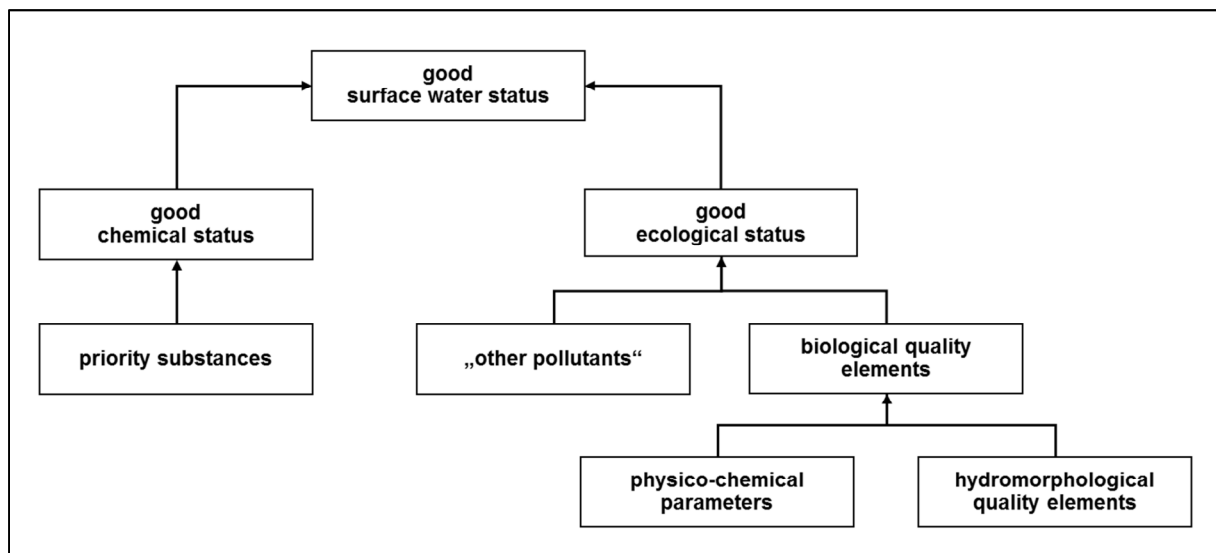 good
surface water status
good
chemical status
good
ecological status
priority substances
„other pollutants“
biological quality
elements
physico-chemical
parameters
hydromorphological
quality elements